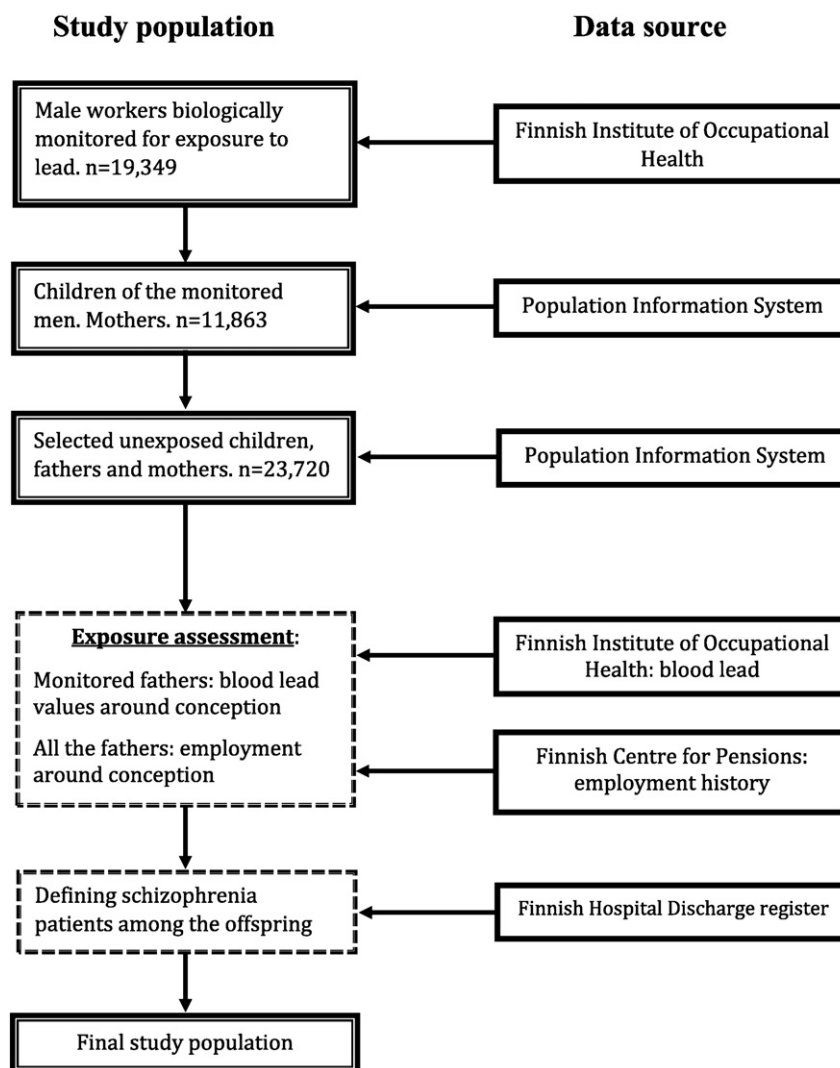 Study population
Data source
Male workers biologically
monitored for exposure to
lead. n=19,349
Finnish Institute of Occupational
Health
Children of the monitored
men. Mothers. n=11,863
Population Information System
Selected unexposed children,
fathers and mothers. n=23,720
Population Information System
Exposure assessment:
Monitored fathers: blood lead
values around conception
All the fathers: employment
around conception
Finnish Institute of Occupational
Health: blood lead
Finnish Centre for Pensions:
employment history
Defining schizophrenia
patients among the offspring
Finnish Hospital Discharge register
Final study population